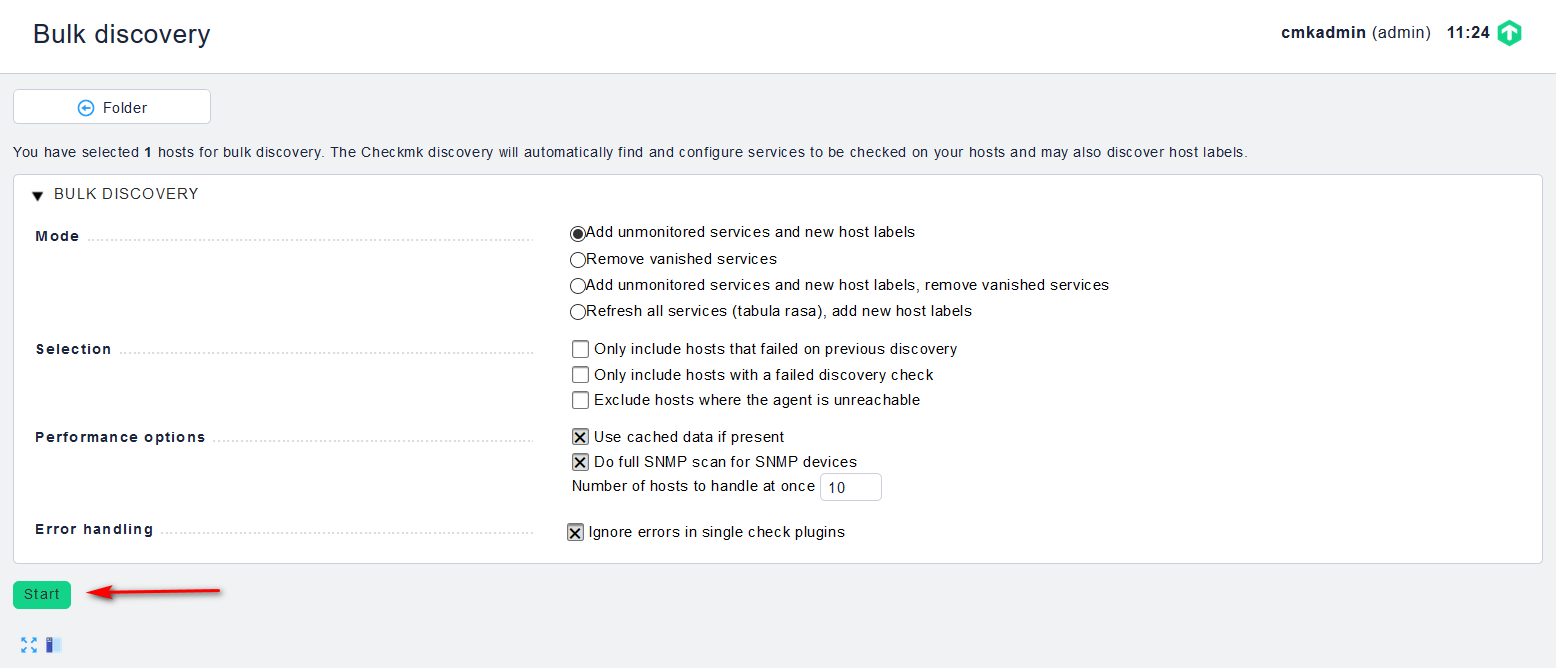 Bulk discovery
cmkadmin (admin) 11:24
Folder
You have selected 1 hosts for bulk discovery. The Checkmk discovery will automatically find and configure services to be checked on your hosts and may also discover host labels.
BULK DISCOVERY
Mode
Add unmonitored services and new host labels
Remove vanished services
Add unmonitored services and new host labels, remove vanished services
Refresh all services (tabula rasa), add new host labels
Selection
Only include hosts that failed on previous discovery
Only include hosts with a failed discovery check
Exclude hosts where the agent is unreachable
Performance options
Use cached data if present
Do full SNMP scan for SNMP devices
Number of hosts to handle at once 10
Error handling
Ignore errors in single check plugins
Start